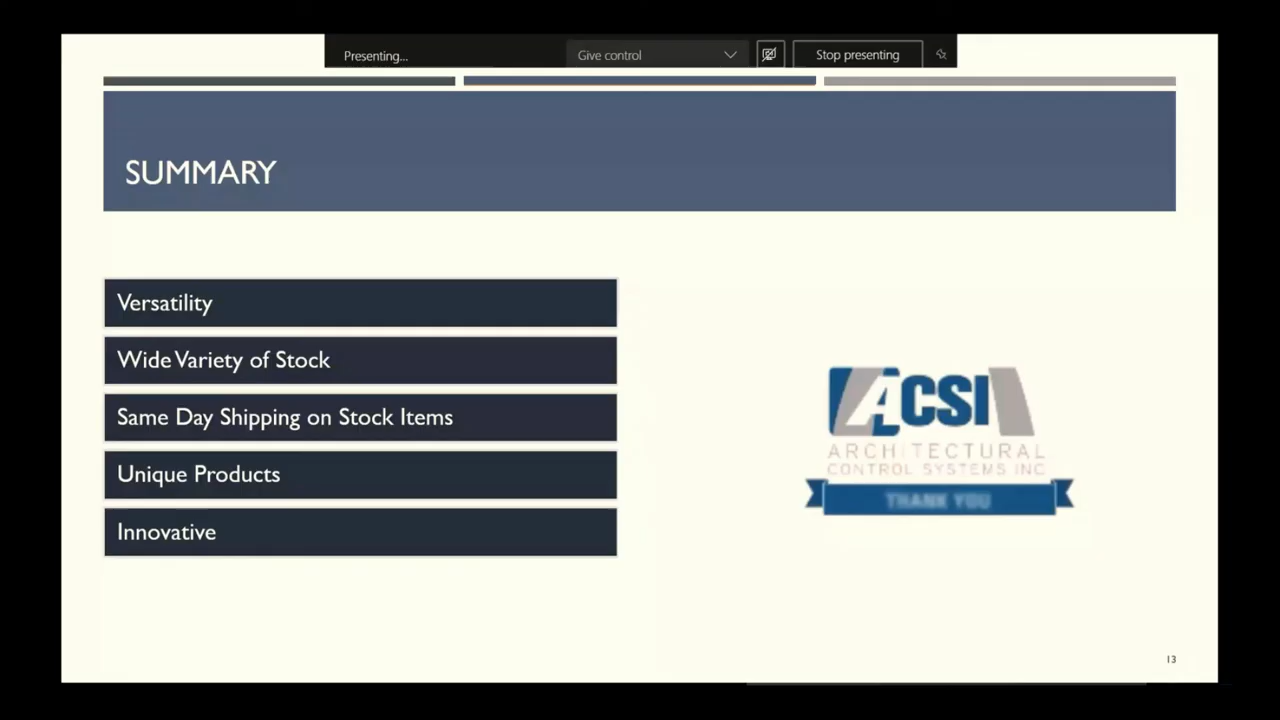 Presenting...
Give control
Stop presenting
SUMMARY
Versatility
Wide Variety of Stock
Same Day Shipping on Stock Items
Unique Products
Innovative
ACSI
ARCHITECTURAL
CONTROL SYSTEMS INC
THANK YOU
13